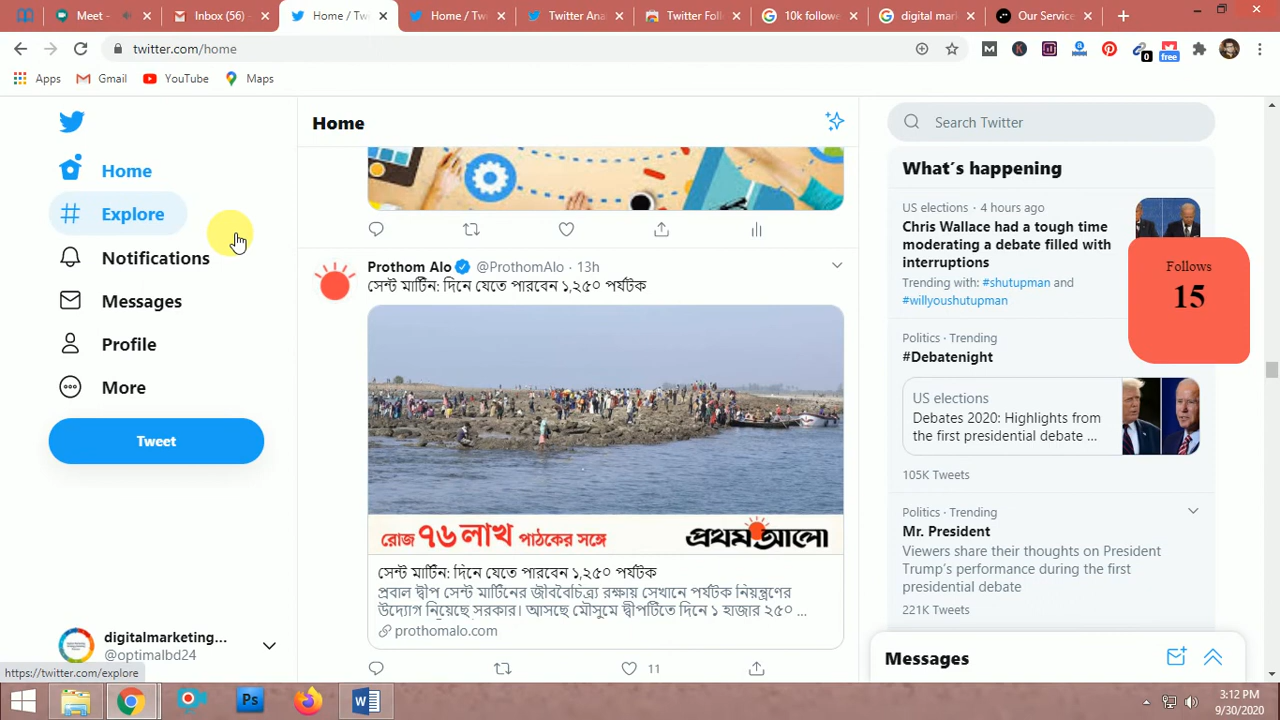 Meet -
Inbox (56)
Home / Tw
Home / Tw
Twitter Ana
Twitter Foll
10k followe
digital mark
Our Service
twitter.com/home
0
free
Apps
Gmail
YouTube
Maps
Home
Explore
Notifications
Messages
Profile
More
Tweet
digitalmarketing...
@optimalbd24
https://twitter.com/explore
Home
Prothom Alo @ProthomAlo · 13h
সেন্ট মার্টিন: দিনে যেতে পারবেন ১,২৫০ পর্যটক
রোজ ৭৬ লাখ পাঠকের সঙ্গে
প্রথম আলো
সেন্ট মার্টিন: দিনে যেতে পারবেন ১,২৫০ পর্যটক
প্রবাল দ্বীপ সেন্ট মার্টিনের জীববৈচিত্র্য রক্ষায় সেখানে পর্যটক নিয়ন্ত্রণের
উদ্যোগ নিয়েছে সরকার। আসছে মৌসুমে দ্বীপটিতে দিনে ১ হাজার ২৫০ ...
prothomalo.com
11
Search Twitter
What's happening
US elections · 4 hours ago
Chris Wallace had a tough time
moderating a debate filled with
interruptions
Trending with: #shutupman and
#willyoushutupman
Follows
15
Politics · Trending
#Debatenight
US elections
Debates 2020: Highlights from
the first presidential debate ...
105K Tweets
Politics · Trending
Mr. President
Viewers share their thoughts on President
Trump's performance during the first
presidential debate
221K Tweets
Messages
Ps
3:12 PM
9/30/2020